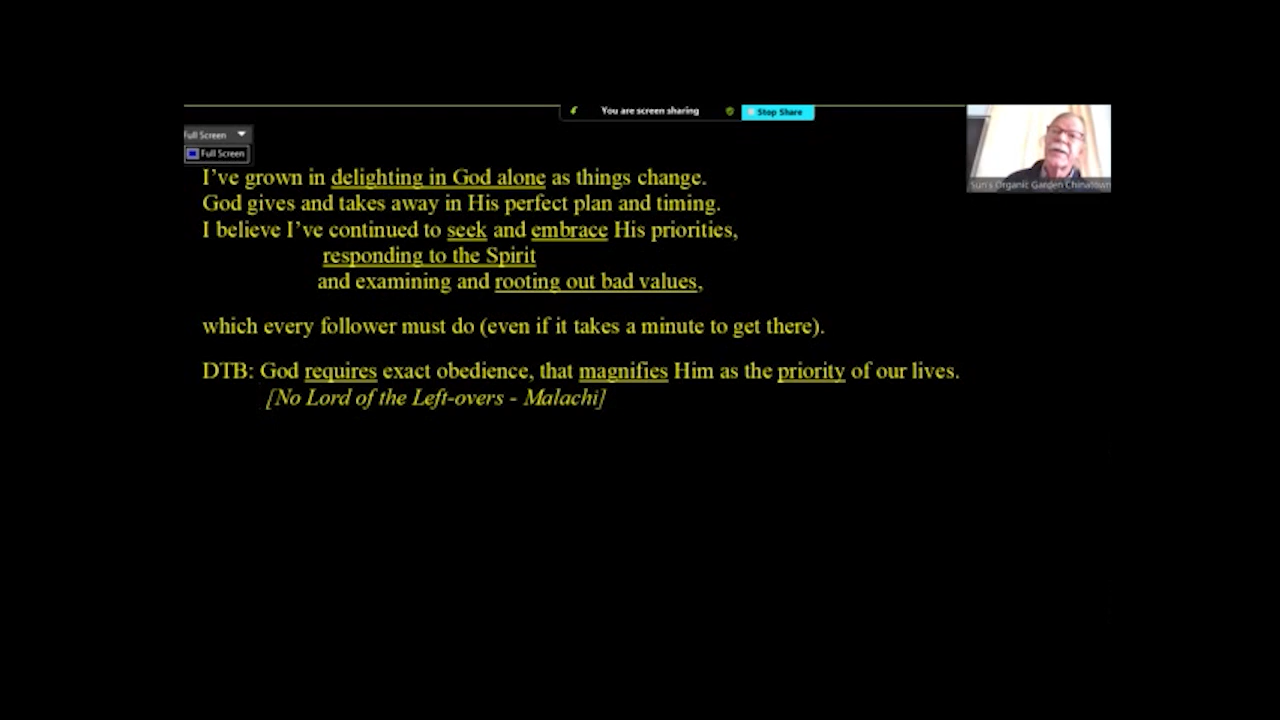 You are screen sharing
Stop Share
Full Screen
Full Screen
Sun's Organic Garden Chinatown
I've grown in delighting in God alone as things change.
God gives and takes away in His perfect plan and timing.
I believe I've continued to seek and embrace His priorities,
responding to the Spirit
and examining and rooting out bad values,
which every follower must do (even if it takes a minute to get there).
DTB: God requires exact obedience, that magnifies Him as the priority of our lives.
[No Lord of the Left-overs - Malachi]